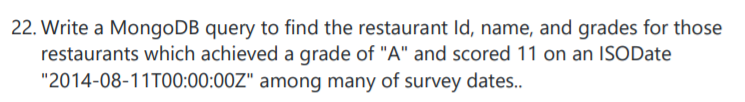 22. Write a MongoDB query to find the restaurant Id, name, and grades for those
restaurants which achieved a grade of "A" and scored 11 on an ISODate
"2014-08-11T00:00:00Z" among many of survey dates..